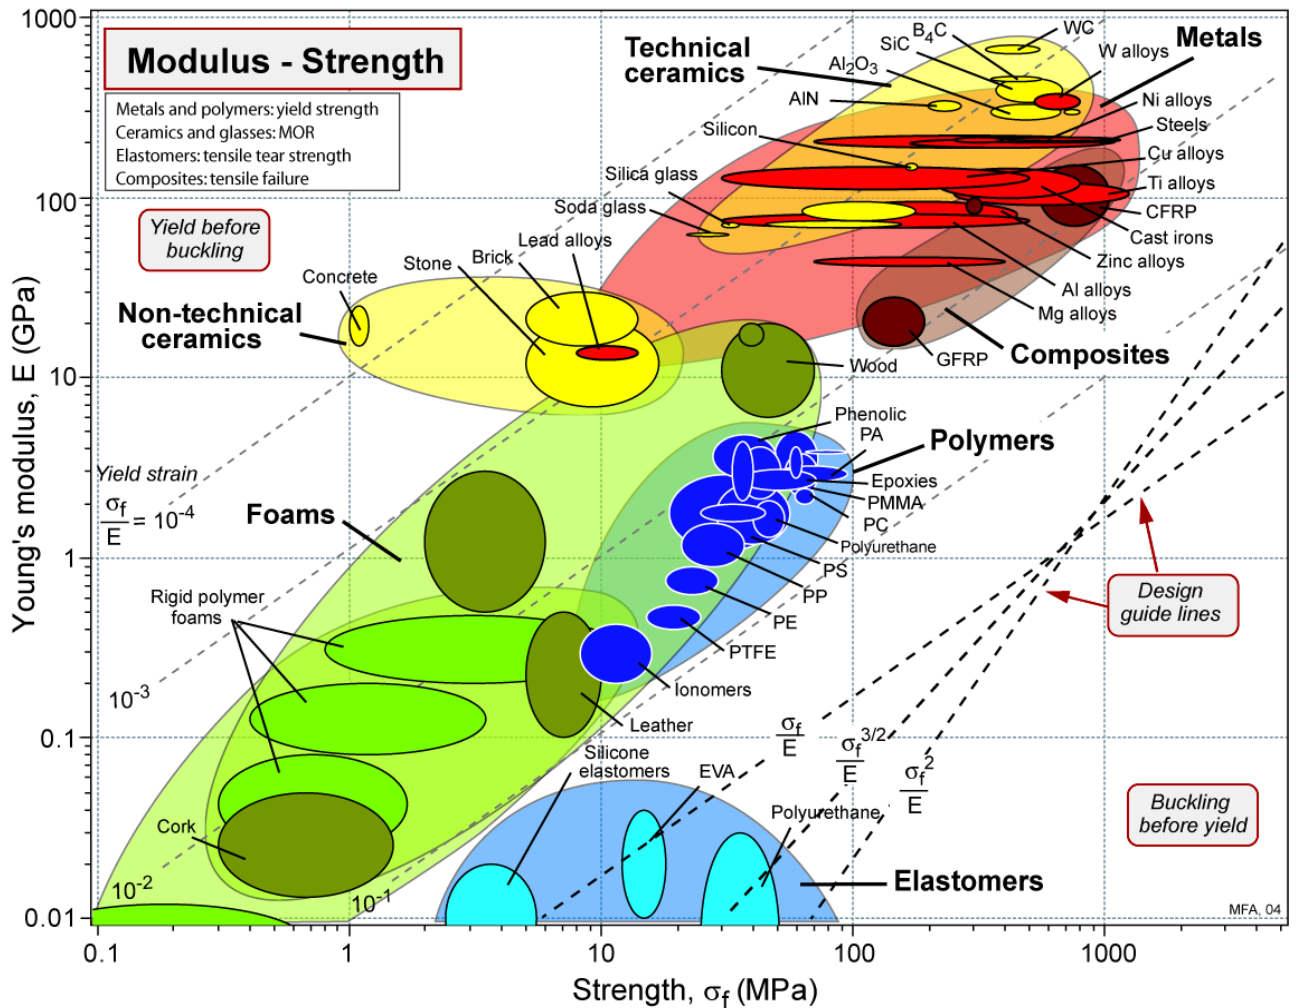 Modulus - Strength
Metals and polymers: yield strength
Ceramics and glasses: MOR
Elastomers: tensile tear strength
Composites: tensile failure
Technical
ceramics
Metals
B₄C
WC
SiC
W alloys
Al₂O₃
AlN
Ni alloys
Steels
Silicon
Cu alloys
Silica glass
Ti alloys
Soda glass
CFRP
Cast irons
Zinc alloys
Al alloys
Mg alloys
Yield before
buckling
Lead alloys
Brick
Stone
Concrete
Non-technical
ceramics
GFRP
Composites
Wood
Phenolic
PA
Polymers
Epoxies
PMMA
PC
Polyurethane
PS
PP
PE
PTFE
Ionomers
Leather
Yield strain
σf/E = 10⁻⁴
Foams
Rigid polymer
foams
10⁻³
10⁻²
10⁻¹
Cork
Silicone
elastomers
EVA
Polyurethane
Elastomers
σf/E
σf³ᐟ²/E
σf²/E
Design
guide lines
Buckling
before yield
MFA, 04
Young's modulus, E (GPa)
1000
100
10
1
0.1
0.01
0.1
1
10
100
1000
Strength, σf (MPa)